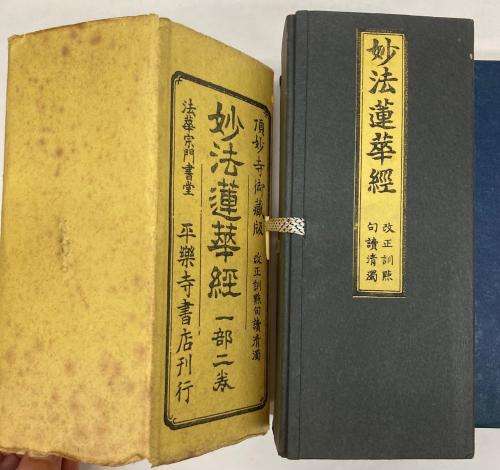 頂妙寺御藏版 改正訓點句讀清濁
妙法蓮華經 一部二巻
法華宗門書堂 平樂寺書店刊行
妙法蓮華經
改正訓點
句讀清濁